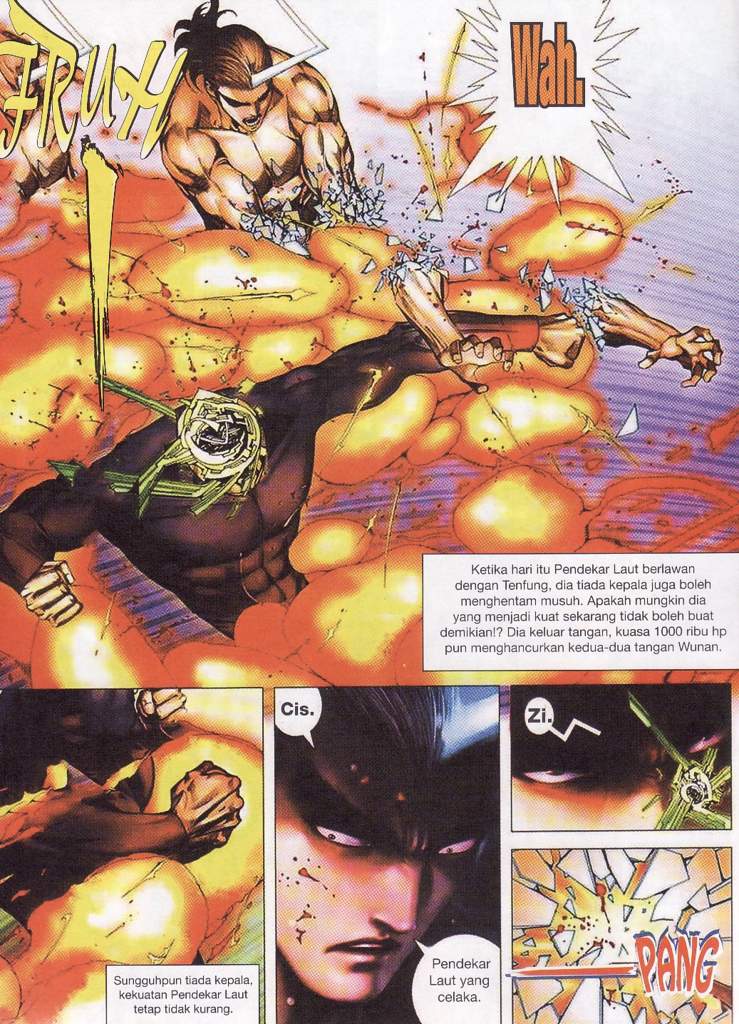 FRUH
Wah.
Ketika hari itu Pendekar Laut berlawan
dengan Tenfung, dia tiada kepala juga boleh
menghentam musuh. Apakah mungkin dia
yang menjadi kuat sekarang tidak boleh buat
demikian!? Dia keluar tangan, kuasa 1000 ribu hp
pun menghancurkan kedua-dua tangan Wunan.
Sungguhpun tiada kepala,
kekuatan Pendekar Laut
tetap tidak kurang.
Cis.
Pendekar
Laut yang
celaka.
Zi.
PANG